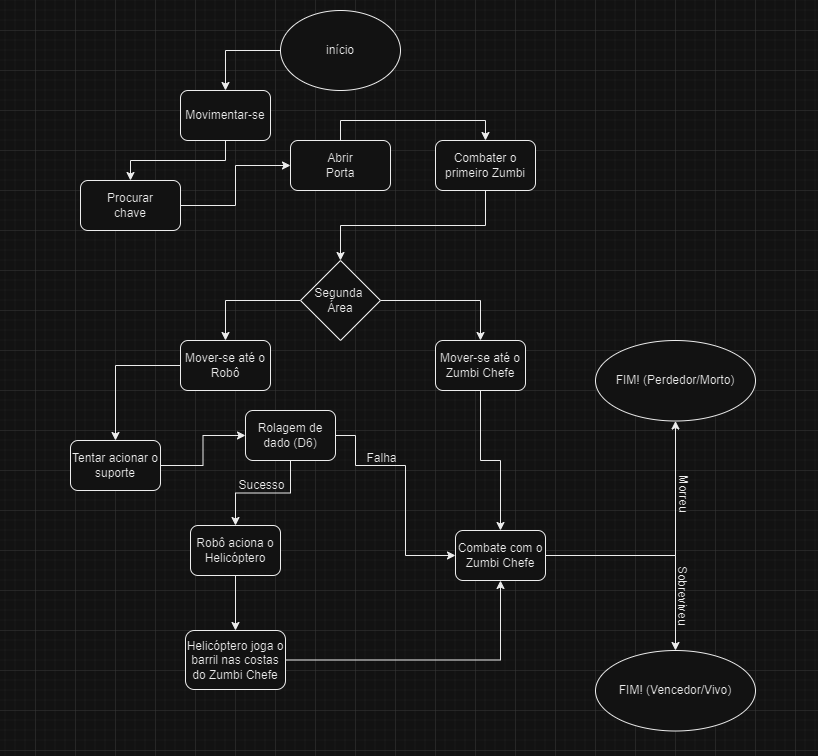 início
Movimentar-se
Procurar
chave
Abrir
Porta
Combater o
primeiro Zumbi
Segunda
Área
Mover-se até o
Robô
Mover-se até o
Zumbi Chefe
Tentar acionar o
suporte
Rolagem de
dado (D6)
Falha
Sucesso
Robô aciona o
Helicóptero
Helicóptero joga o
barril nas costas
do Zumbi Chefe
Combate com o
Zumbi Chefe
Morreu
FIM! (Perdedor/Morto)
Sobreviveu
FIM! (Vencedor/Vivo)